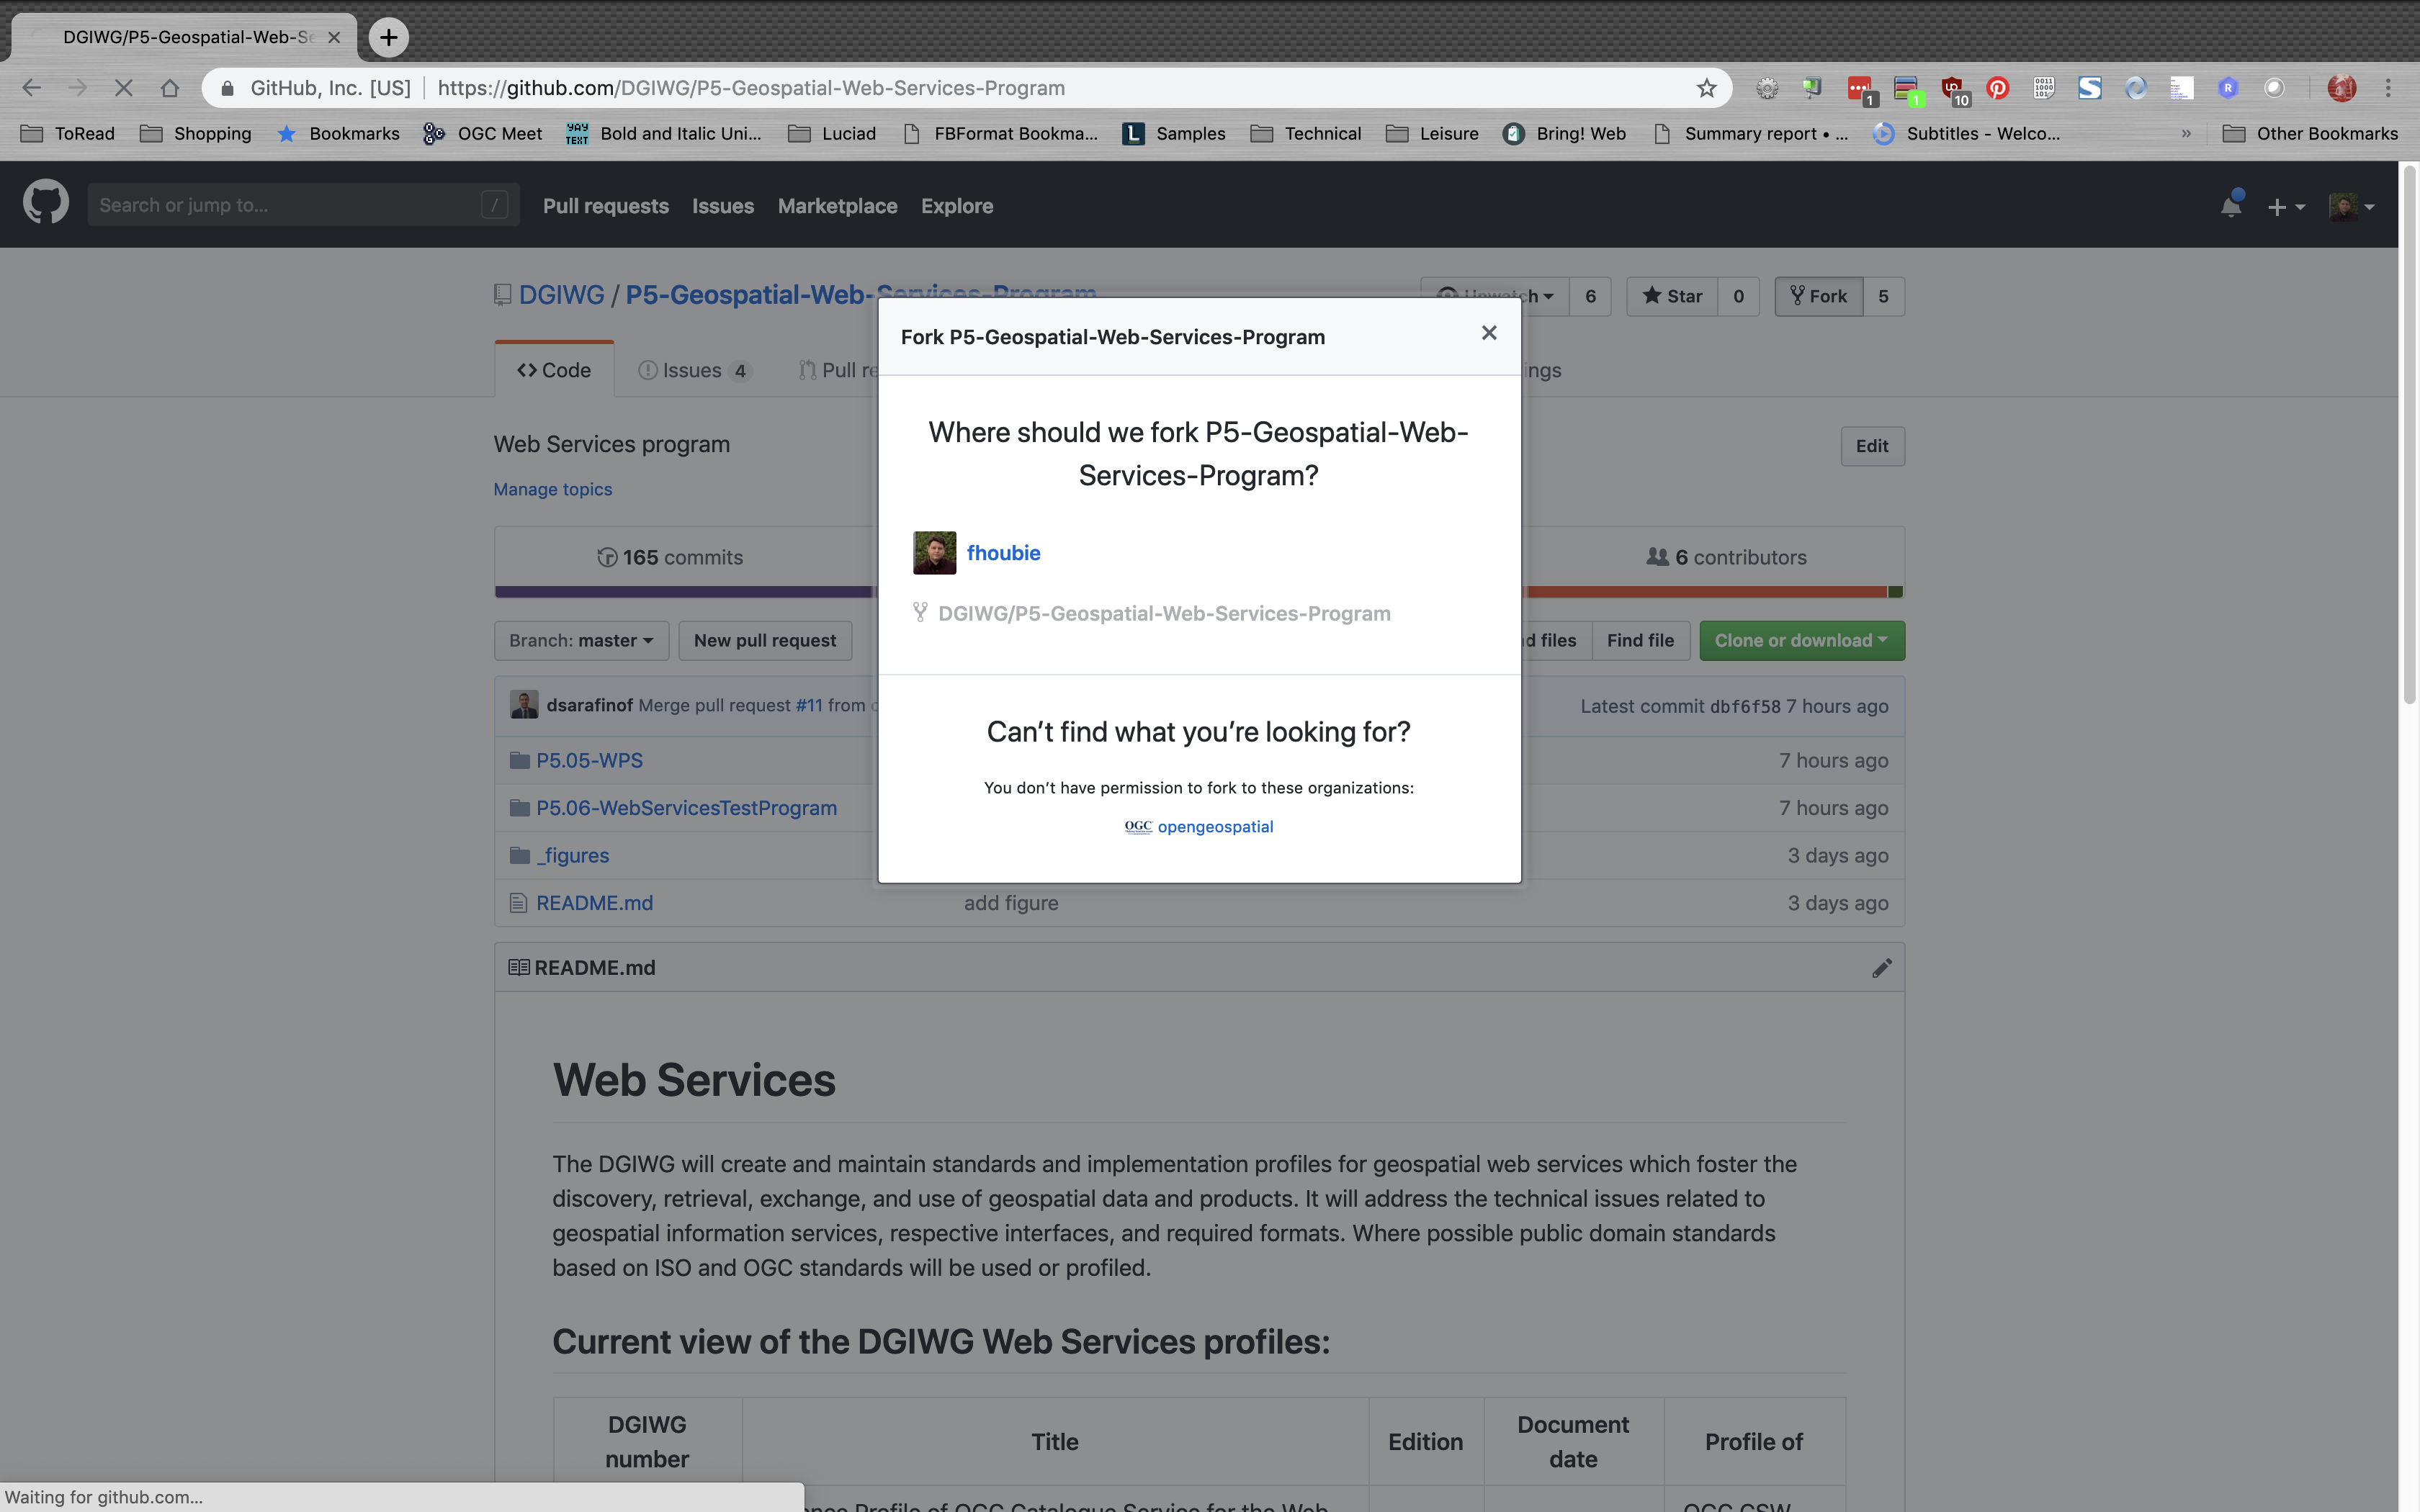 DGIWG/P5-Geospatial-Web-Se
GitHub, Inc. [US] https://github.com/DGIWG/P5-Geospatial-Web-Services-Program
1 1 10
ToRead Shopping Bookmarks OGC Meet YAY TEXT Bold and Italic Uni... Luciad FBFormat Bookma... L Samples Technical Leisure Bring! Web Summary report • ... Subtitles - Welco... » Other Bookmarks
Search or jump to... / Pull requests Issues Marketplace Explore
DGIWG / P5-Geospatial-Web-Services-Program Unwatch 6 Star 0 Fork 5
Fork P5-Geospatial-Web-Services-Program
Code Issues 4 Pull re ings
Where should we fork P5-Geospatial-Web-
Services-Program?
Web Services program Edit
Manage topics
165 commits 6 contributors
fhoubie
DGIWG/P5-Geospatial-Web-Services-Program
Branch: master New pull request d files Find file Clone or download
dsarafinof Merge pull request #11 from Latest commit dbf6f58 7 hours ago
Can't find what you're looking for?
P5.05-WPS 7 hours ago
You don't have permission to fork to these organizations:
P5.06-WebServicesTestProgram 7 hours ago
OGC opengeospatial
_figures 3 days ago
README.md add figure 3 days ago
README.md
Web Services
The DGIWG will create and maintain standards and implementation profiles for geospatial web services which foster the
discovery, retrieval, exchange, and use of geospatial data and products. It will address the technical issues related to
geospatial information services, respective interfaces, and required formats. Where possible public domain standards
based on ISO and OGC standards will be used or profiled.
Current view of the DGIWG Web Services profiles:
DGIWG number Title Edition Document date Profile of
Profile of OGC Catalogue Service for the Web OGC CSW
Waiting for github.com...